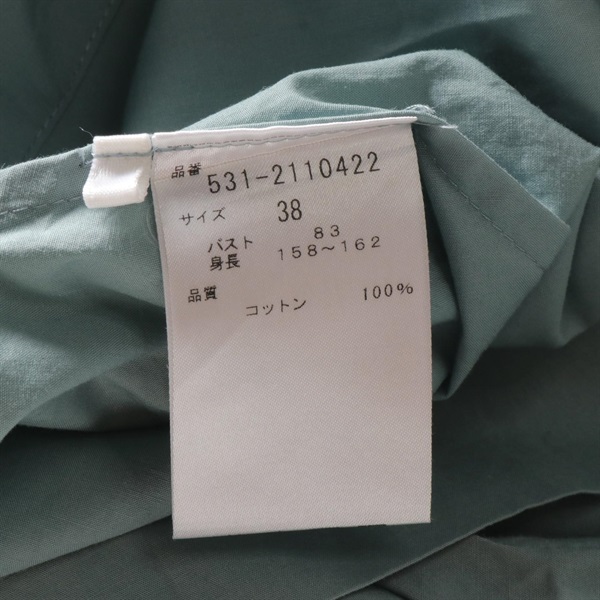 品番 531-2110422
サイズ 38
バスト 83
身長 158～162
品質
コットン 100%